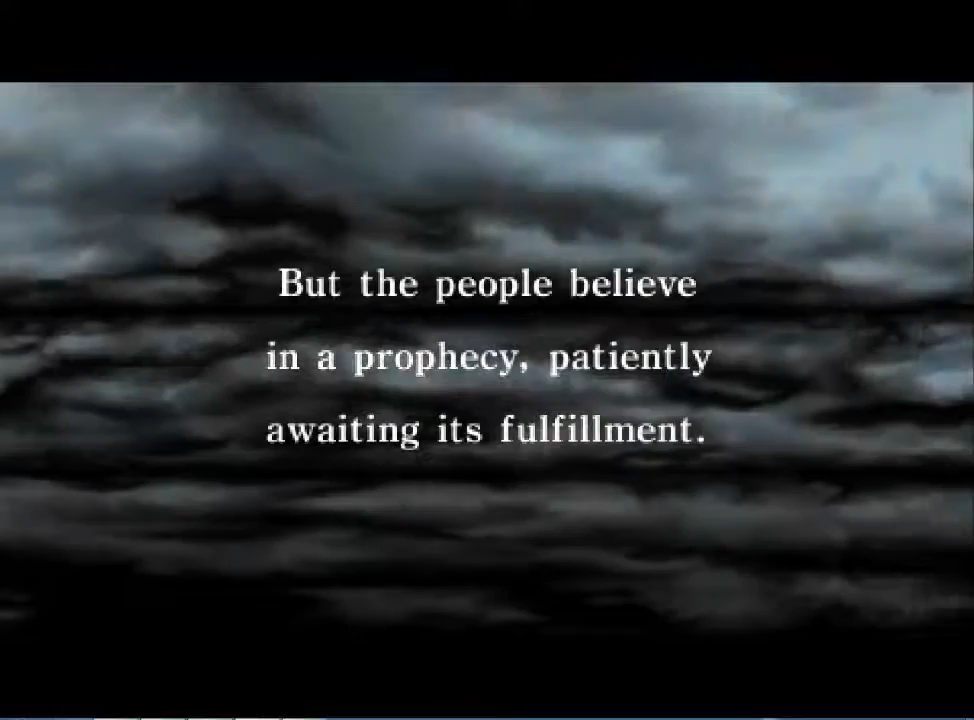 But the people believe
in a prophecy, patiently
awaiting its fulfillment.